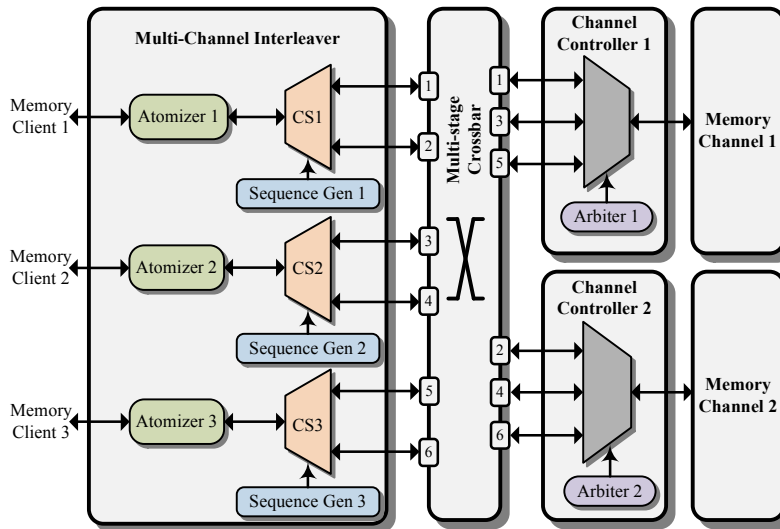 Multi-Channel Interleaver
Memory
Client 1
Atomizer 1
CS1
Sequence Gen 1
Memory
Client 2
Atomizer 2
CS2
Sequence Gen 2
Memory
Client 3
Atomizer 3
CS3
Sequence Gen 3
1
2
3
4
5
6
Multi-stage
Crossbar
1
3
5
2
4
6
Channel
Controller 1
Arbiter 1
Memory
Channel 1
Channel
Controller 2
Arbiter 2
Memory
Channel 2